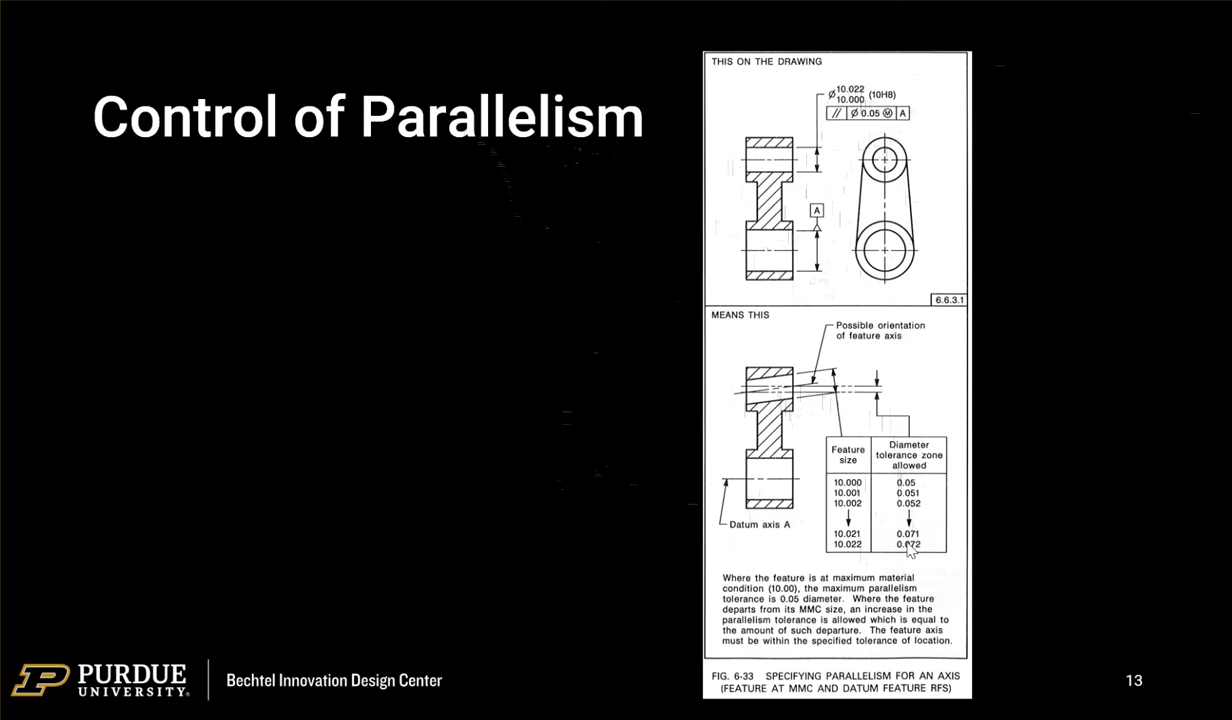 Control of Parallelism
THIS ON THE DRAWING
Ø 10.022
10.000 (10H8)
// Ø 0.05 Ⓜ A
A
6.6.3.1
MEANS THIS
Possible orientation
of feature axis
Feature
size
Diameter
tolerance zone
allowed
10.000 0.05
10.001 0.051
10.002 0.052
10.021 0.071
10.022 0.072
Datum axis A
Where the feature is at maximum material
condition (10.00), the maximum parallelism
tolerance is 0.05 diameter. Where the feature
departs from its MMC size, an increase in the
parallelism tolerance is allowed which is equal to
the amount of such departure. The feature axis
must be within the specified tolerance of location.
FIG. 6-33 SPECIFYING PARALLELISM FOR AN AXIS
(FEATURE AT MMC AND DATUM FEATURE RFS)
PURDUE
UNIVERSITY®
Bechtel Innovation Design Center
13